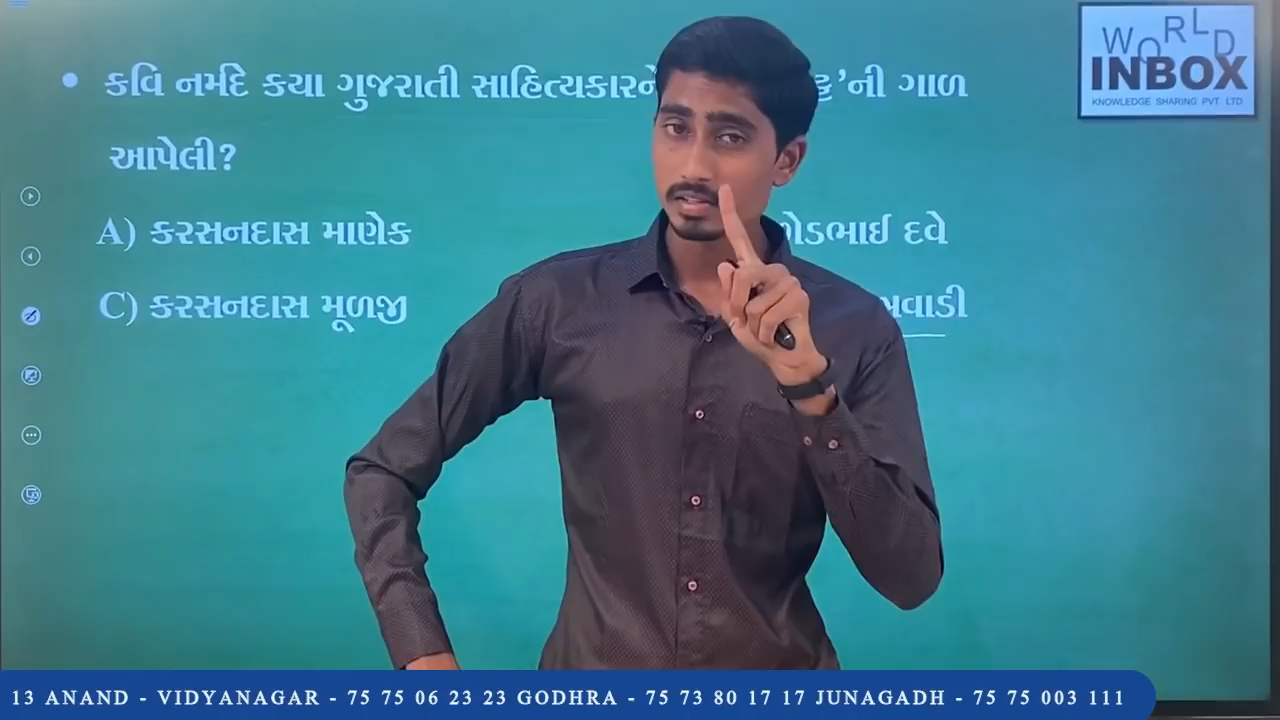 કવિ નર્મદે કયા ગુજરાતી સાહિત્યકારને ’ની ગાળ
આપેલી?
A) કરસનદાસ માણેક
દવે
C) કરસનદાસ મૂળજી
WORLD
INBOX
KNOWLEDGE SHARING PVT LTD
13 ANAND - VIDYANAGAR - 75 75 06 23 23 GODHRA - 75 73 80 17 17 JUNAGADH - 75 75 003 111